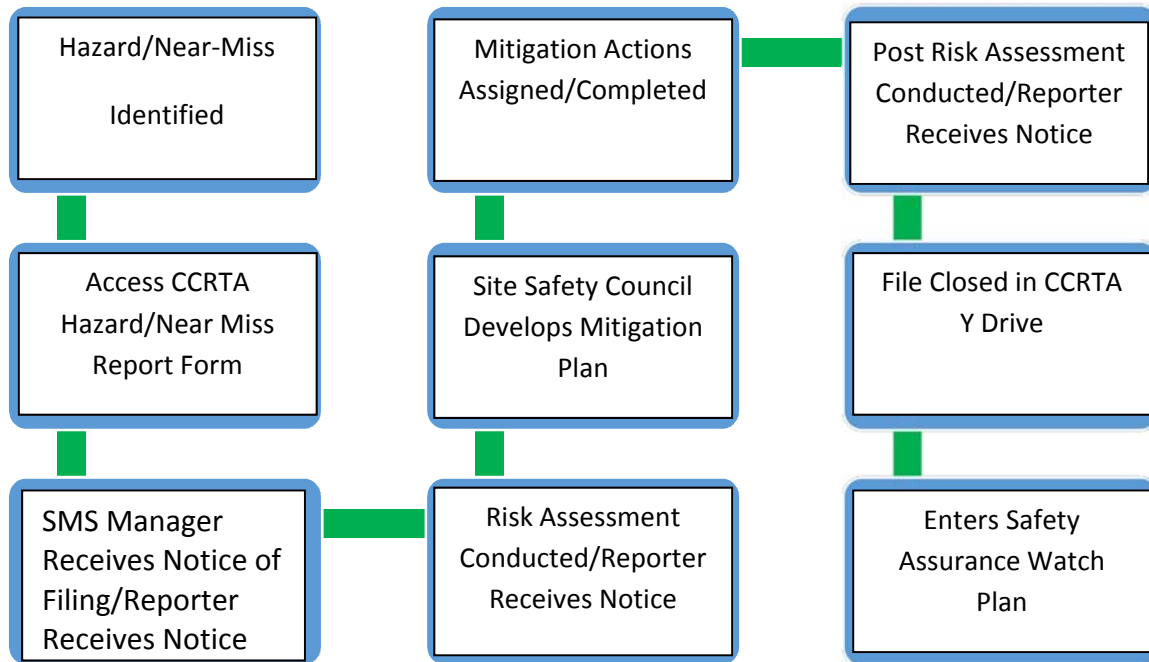 Hazard/Near-Miss
Identified
Access CCRTA
Hazard/Near Miss
Report Form
SMS Manager
Receives Notice of
Filing/Reporter
Receives Notice
Risk Assessment
Conducted/Reporter
Receives Notice
Site Safety Council
Develops Mitigation
Plan
Mitigation Actions
Assigned/Completed
Post Risk Assessment
Conducted/Reporter
Receives Notice
File Closed in CCRTA
Y Drive
Enters Safety
Assurance Watch
Plan